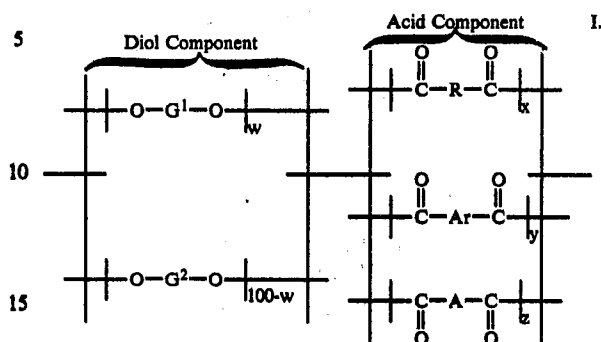 5
Diol Component
Acid Component
I.
O O
C—R—C
x
—O—G¹—O—
w
10
O O
C—Ar—C
y
—O—G²—O—
100-w
15
C—A—C
z
O O